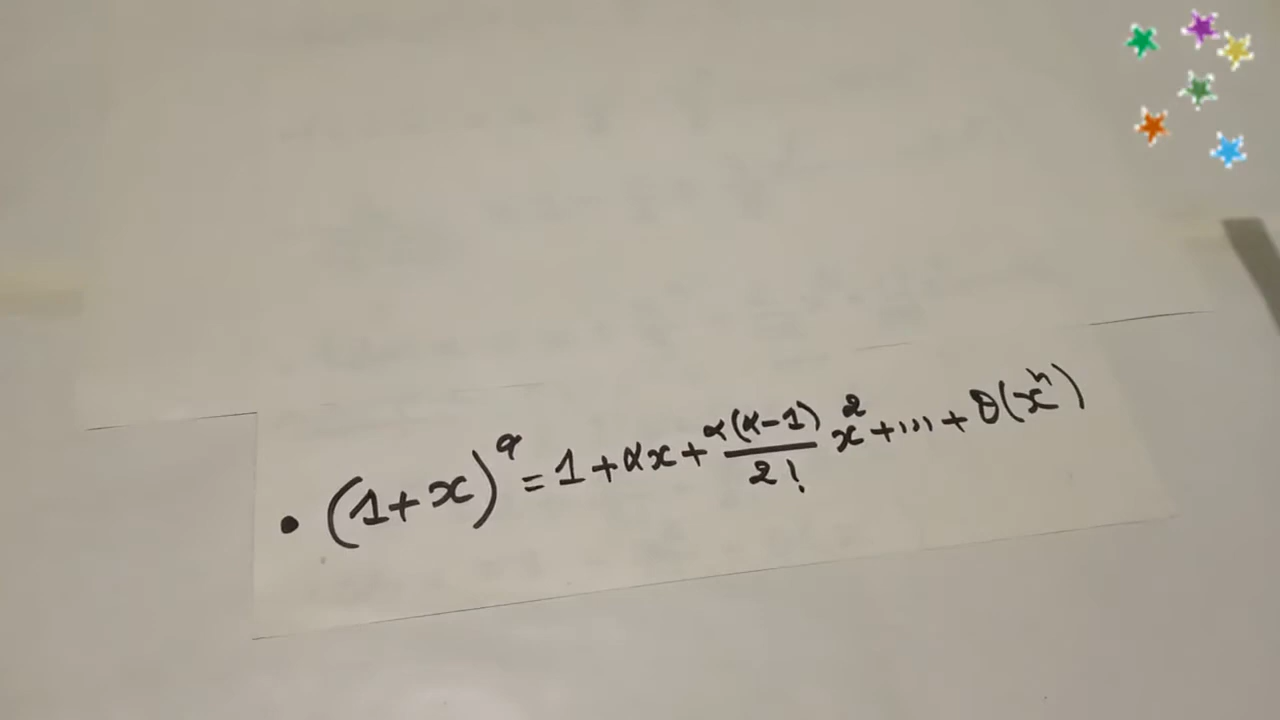 • (1+x)^α = 1 + αx + α(α-1)/2! x^2 + ... + O(x^n)